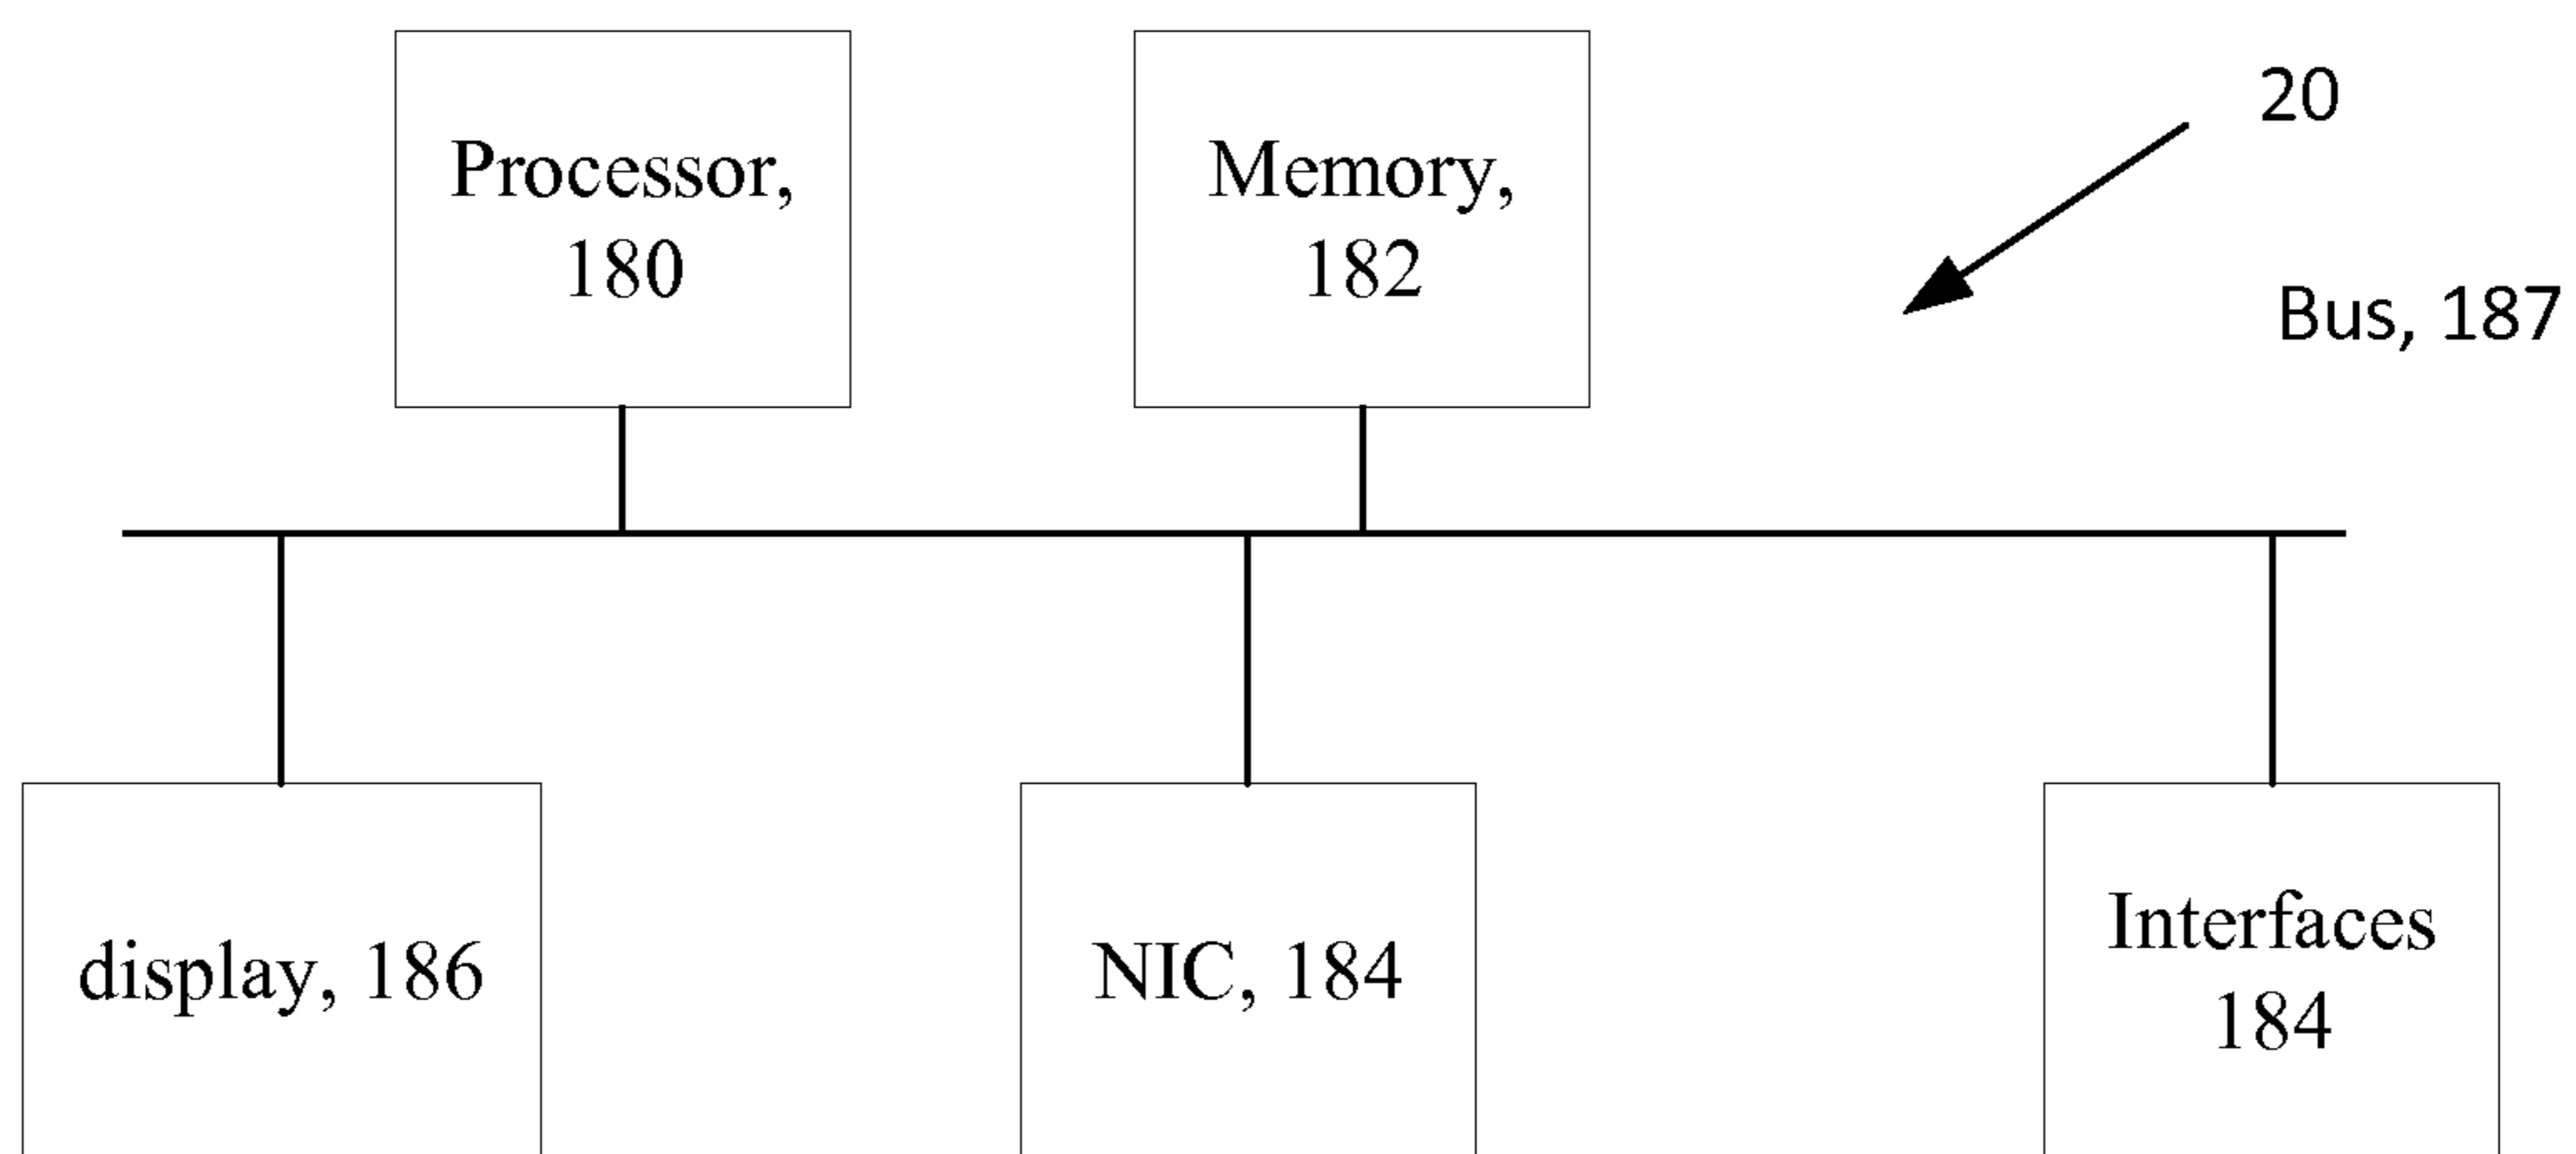 Processor,
180
Memory,
182
20
Bus, 187
display, 186
NIC, 184
Interfaces
184